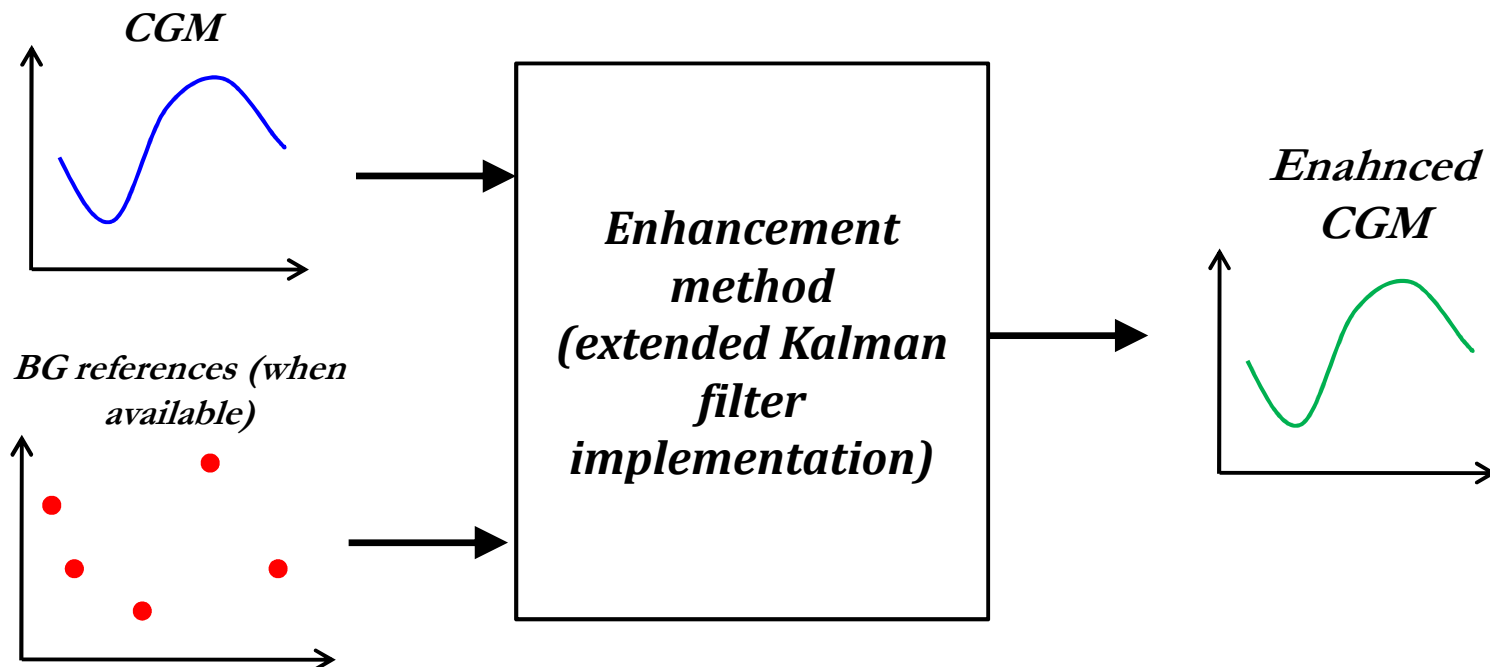 CGM
BG references (when
available)
Enhancement
method
(extended Kalman
filter
implementation)
Enahnced
CGM